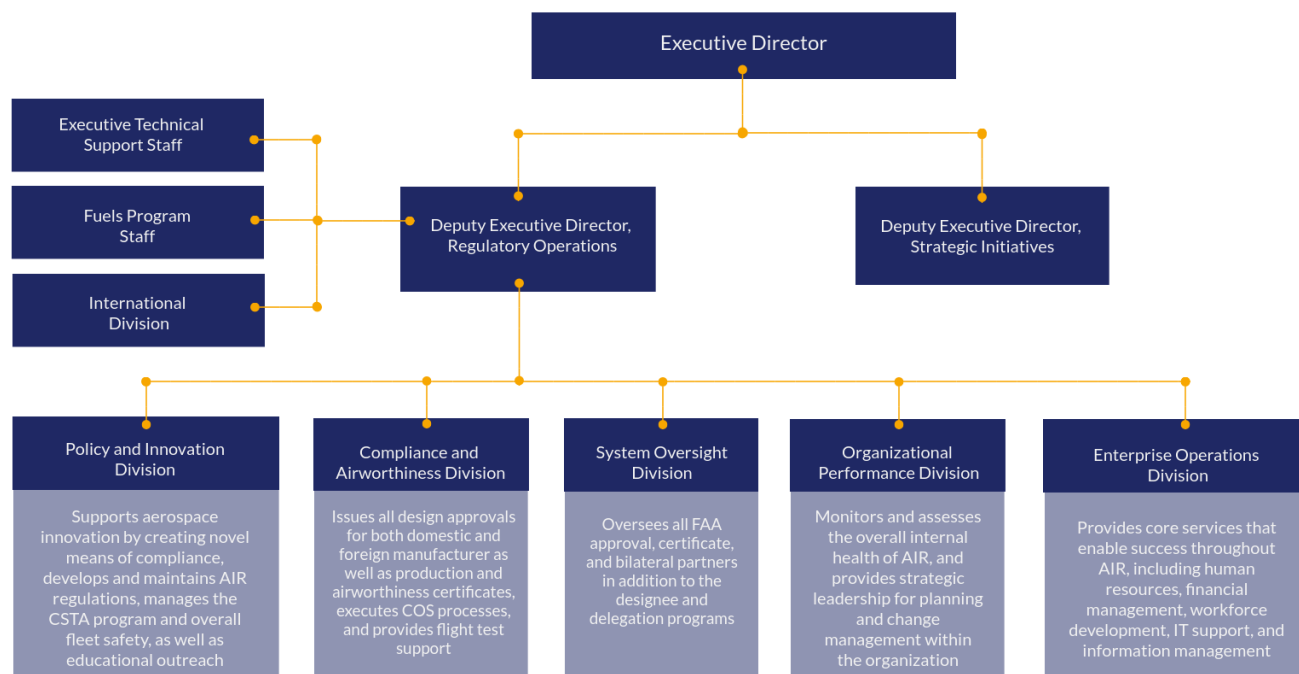 Executive Director
Executive Technical
Support Staff
Fuels Program
Staff
International
Division
Deputy Executive Director,
Regulatory Operations
Deputy Executive Director,
Strategic Initiatives
Policy and Innovation
Division
Supports aerospace
innovation by creating novel
means of compliance,
develops and maintains AIR
regulations, manages the
CSTA program and overall
fleet safety, as well as
educational outreach
Compliance and
Airworthiness Division
Issues all design approvals
for both domestic and
foreign manufacturer as
well as production and
airworthiness certificates,
executes COS processes,
and provides flight test
support
System Oversight
Division
Oversees all FAA
approval, certificate,
and bilateral partners
in addition to the
designee and
delegation programs
Organizational
Performance Division
Monitors and assesses
the overall internal
health of AIR, and
provides strategic
leadership for planning
and change
management within
the organization
Enterprise Operations
Division
Provides core services that
enable success throughout
AIR, including human
resources, financial
management, workforce
development, IT support, and
information management